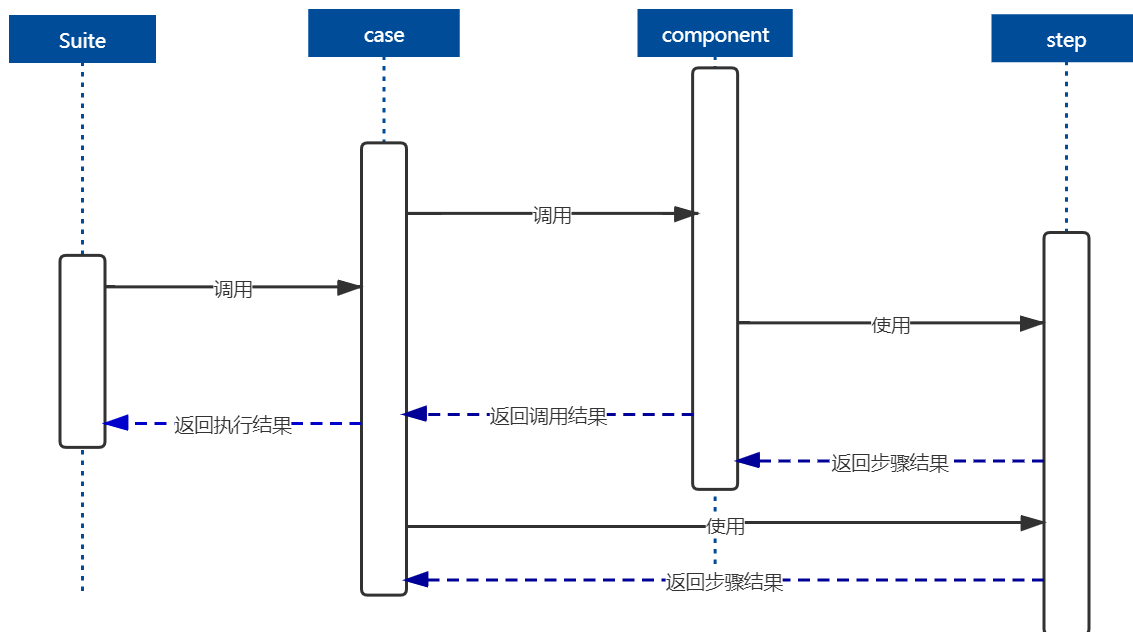 Suite
case
component
step
调用
调用
使用
返回调用结果
返回执行结果
返回步骤结果
使用
返回步骤结果